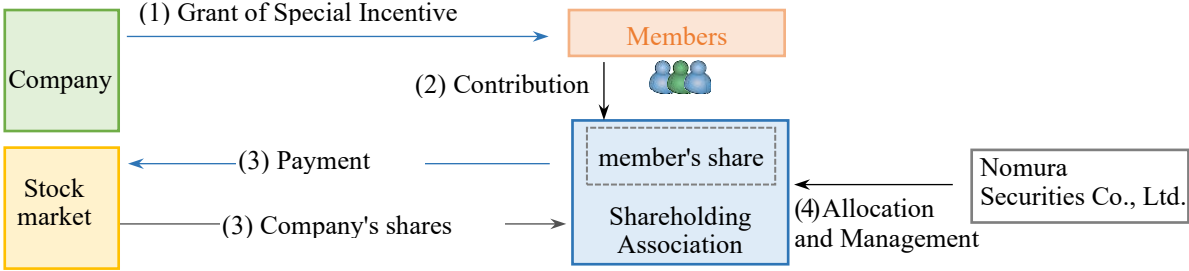 (1) Grant of Special Incentive
Company
Members
(2) Contribution
Stock
market
(3) Payment
(3) Company's shares
member's share
Shareholding
Association
Nomura
Securities Co., Ltd.
(4)Allocation
and Management